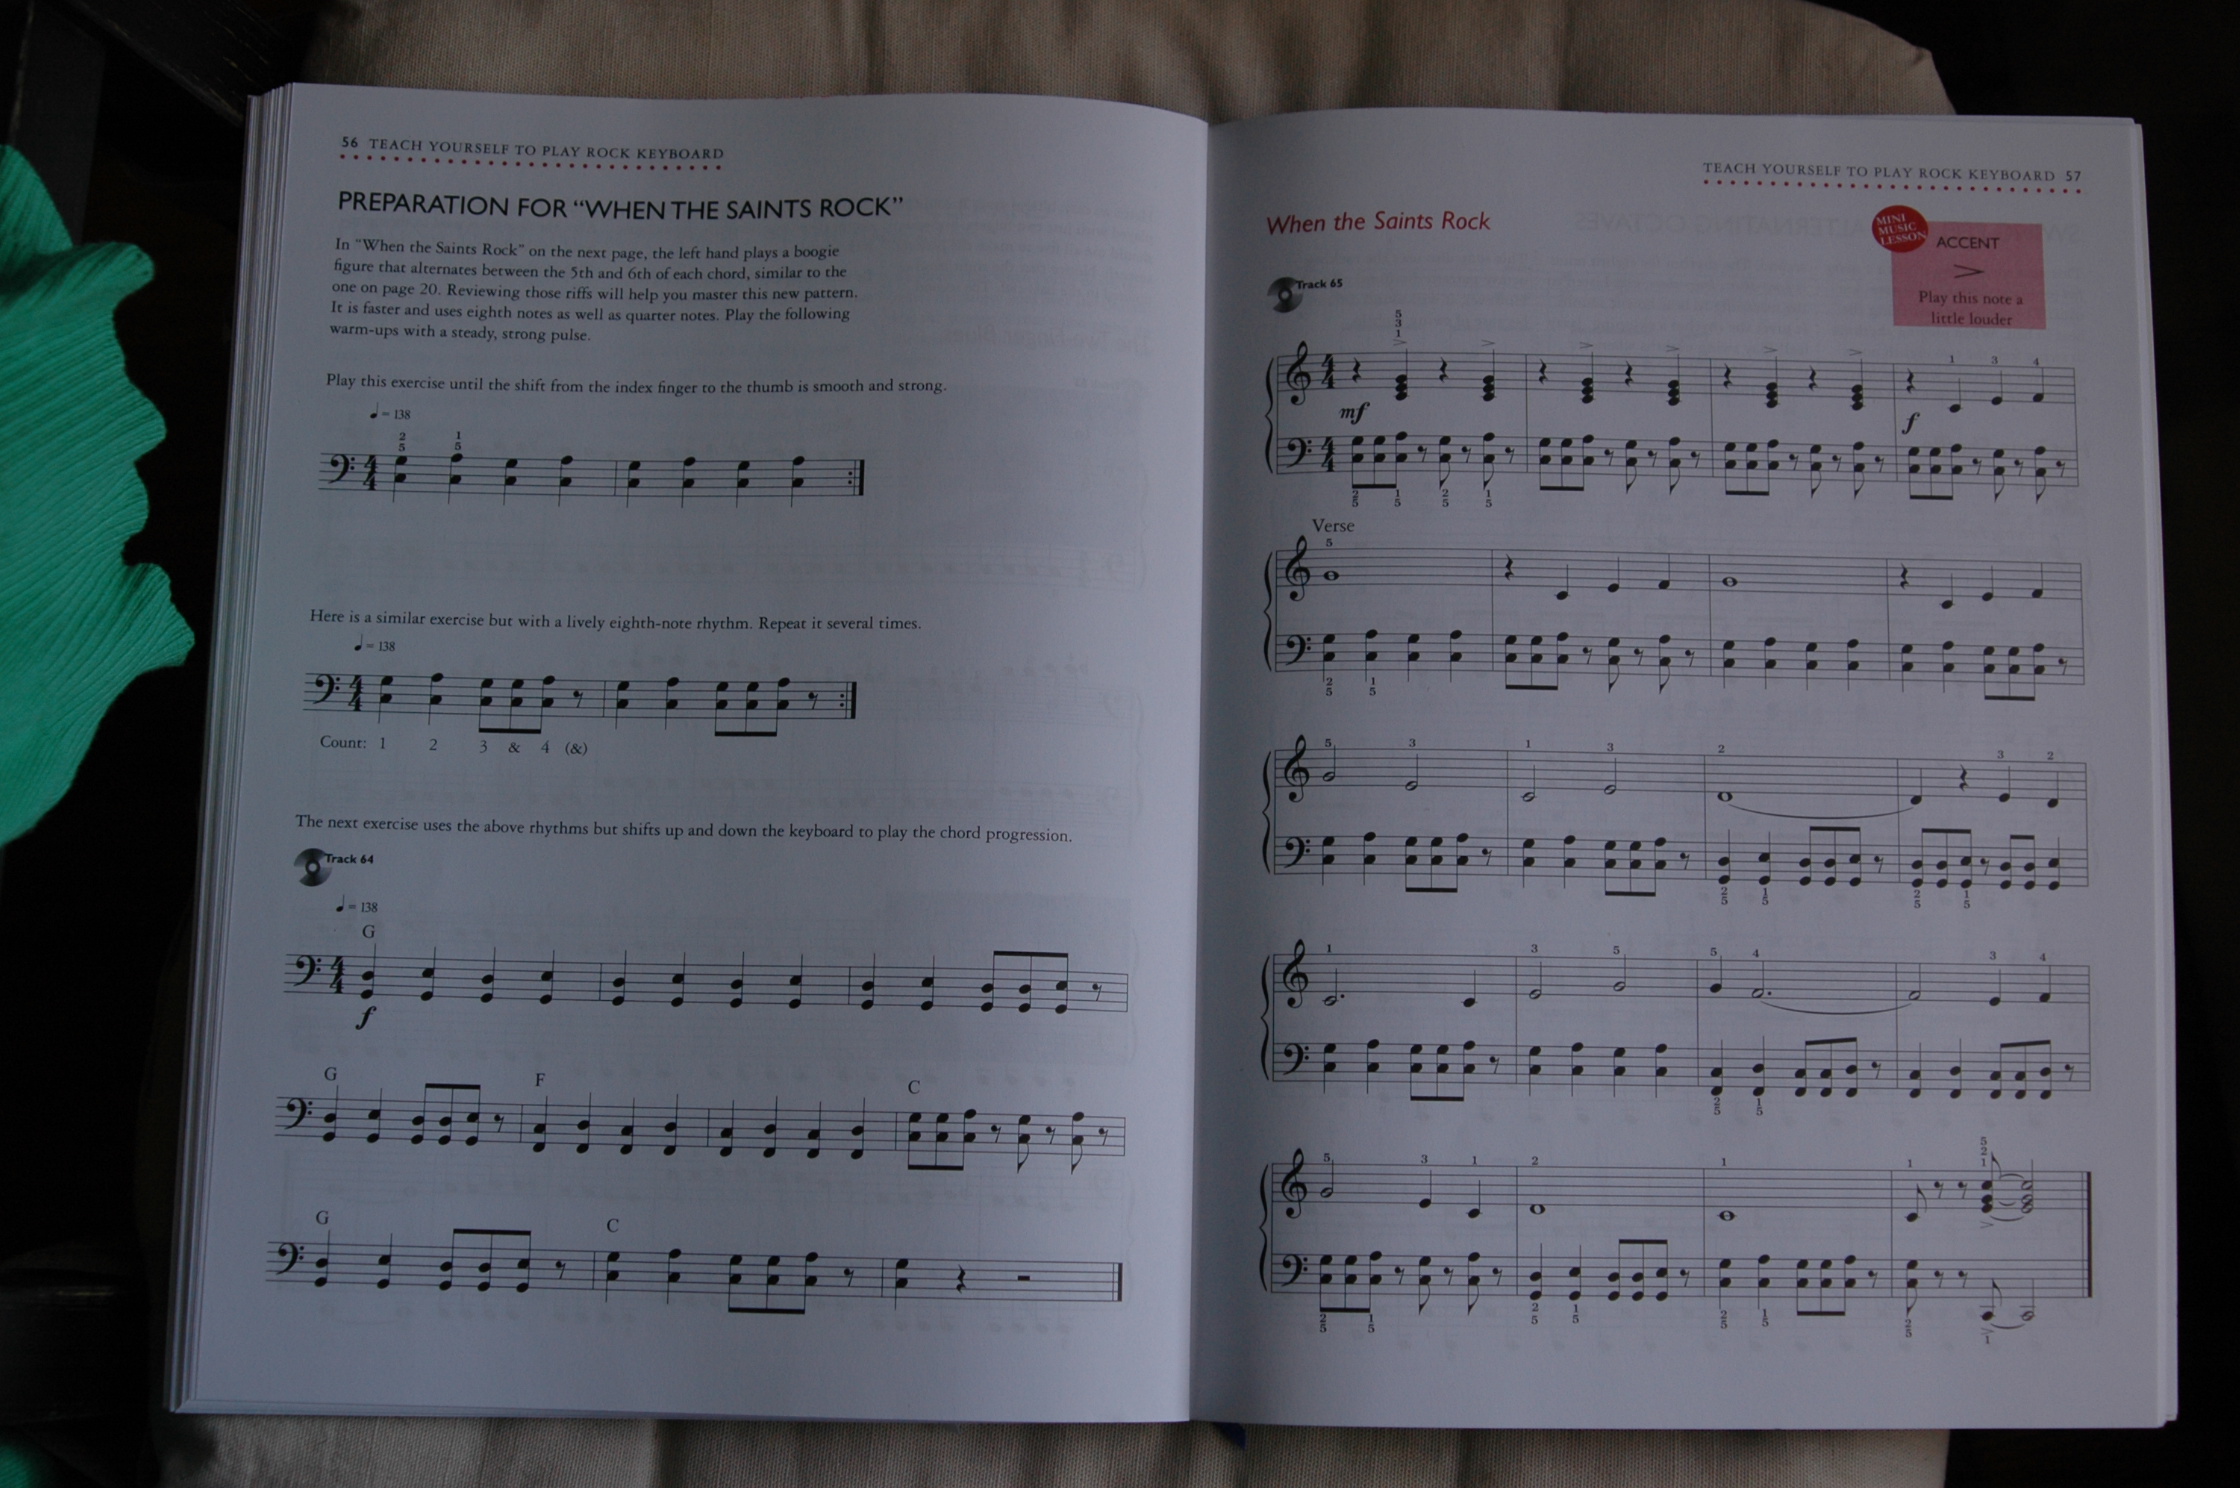 56 TEACH YOURSELF TO PLAY ROCK KEYBOARD
PREPARATION FOR “WHEN THE SAINTS ROCK”
In “When the Saints Rock” on the next page, the left hand plays a boogie
figure that alternates between the 5th and 6th of each chord, similar to the
one on page 20. Reviewing those riffs will help you master this new pattern.
It is faster and uses eighth notes as well as quarter notes. Play the following
warm-ups with a steady, strong pulse.
Play this exercise until the shift from the index finger to the thumb is smooth and strong.
♩ = 138
2 1
5 5
4
4
Here is a similar exercise but with a lively eighth-note rhythm. Repeat it several times.
♩ = 138
4
4
Count: 1 2 3 & 4 (&)
The next exercise uses the above rhythms but shifts up and down the keyboard to play the chord progression.
Track 64
♩ = 138
G
4
4
f
G F C
G C
TEACH YOURSELF TO PLAY ROCK KEYBOARD 57
When the Saints Rock
MINI
MUSIC
LESSON
ACCENT
>
Play this note a
little louder
Track 65
5
3
1
1 3 4
4
4
mf f
4
4
2 1 2 1
5 5 5 5
Verse
5
2 1
5 5
5 3 1 3 2 3 2
2 1 2 1
5 5 5 5
1 3 5 5 4 3 4
2 1
5 5
5
2
5 3 1 2 1 1 1
2 1 2 1 2 1 2
5 5 5 5 5 5 5
1